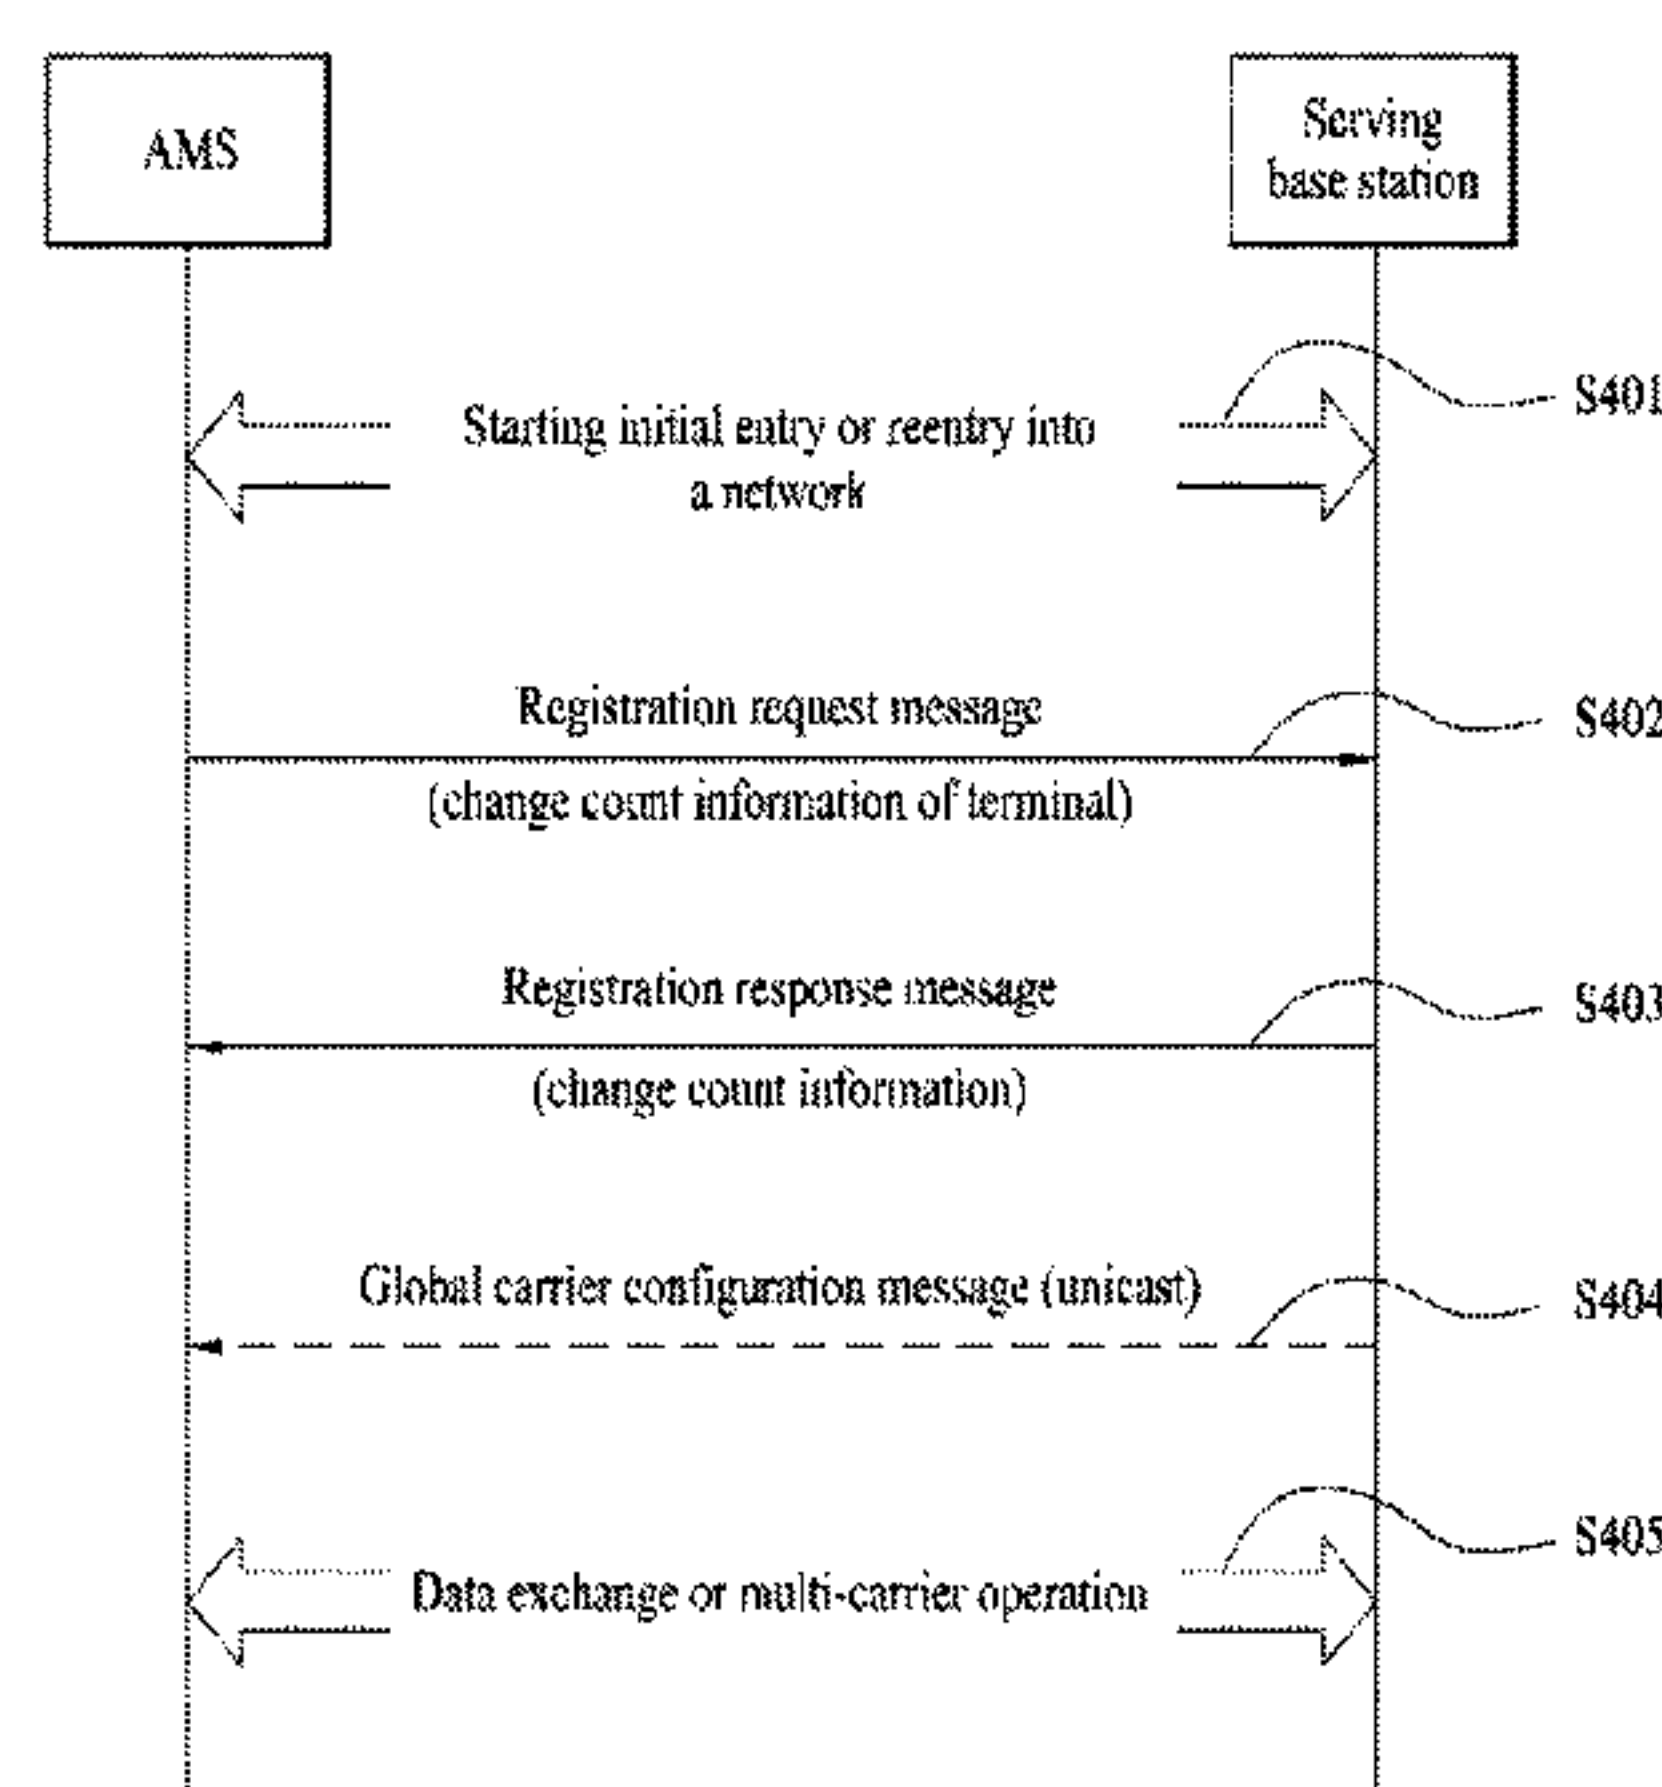 AMS
Serving
base station
S401
Starting initial entry or reentry into
a network
Registration request message
S402
(change count information of terminal)
Registration response message
S403
(change count information)
Global carrier configuration message (unicast)
S404
S405
Data exchange or multi-carrier operation